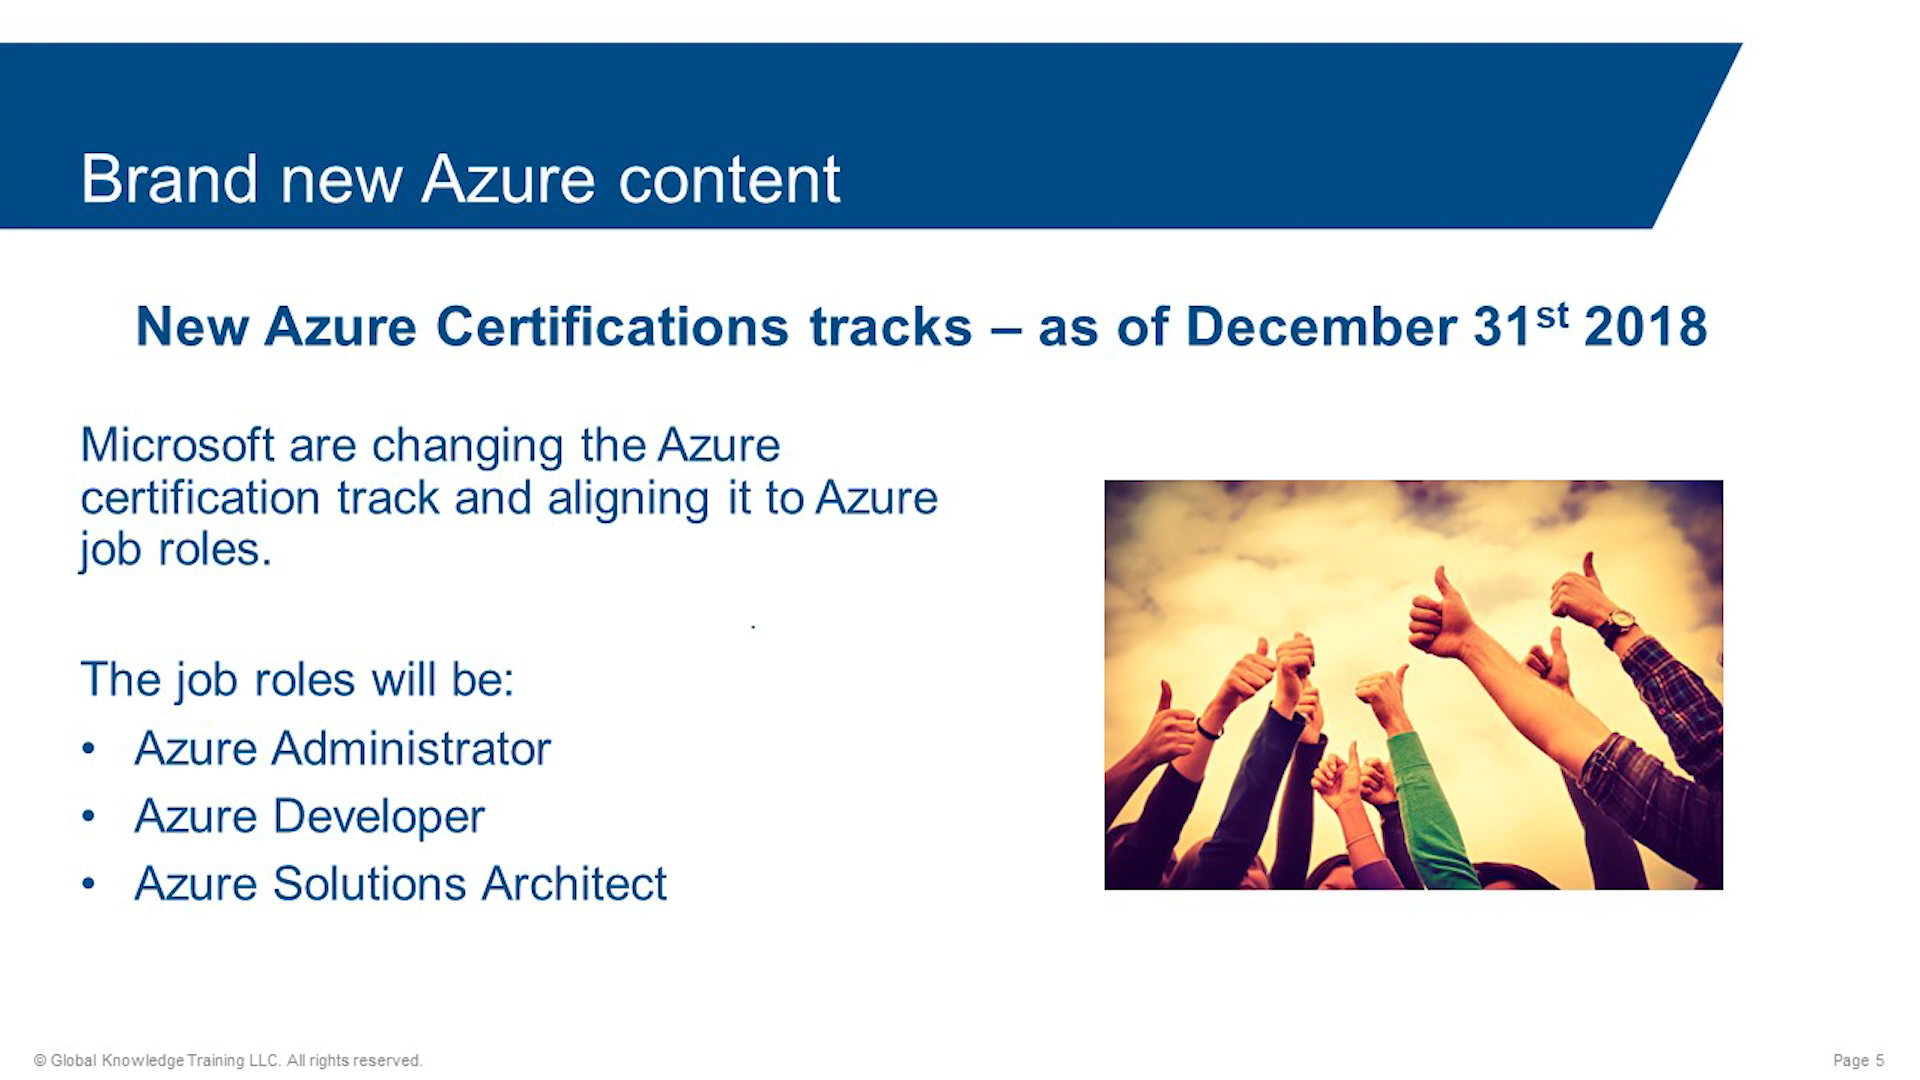 Brand new Azure content
New Azure Certifications tracks – as of December 31st 2018
Microsoft are changing the Azure
certification track and aligning it to Azure
job roles.
.
The job roles will be:
• Azure Administrator
• Azure Developer
• Azure Solutions Architect
© Global Knowledge Training LLC. All rights reserved.
Page 5